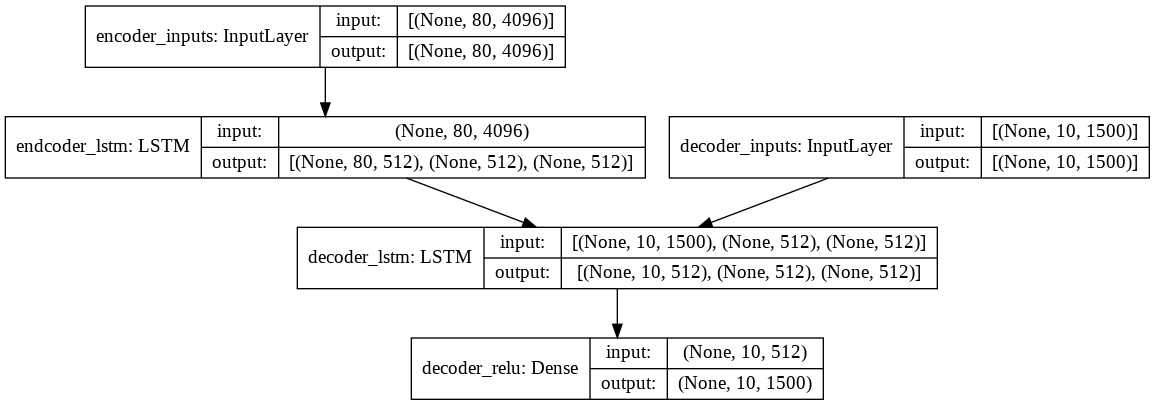 encoder_inputs: InputLayer
input: [(None, 80, 4096)]
output: [(None, 80, 4096)]
endcoder_lstm: LSTM
input: (None, 80, 4096)
output: [(None, 80, 512), (None, 512), (None, 512)]
decoder_inputs: InputLayer
input: [(None, 10, 1500)]
output: [(None, 10, 1500)]
decoder_lstm: LSTM
input: [(None, 10, 1500), (None, 512), (None, 512)]
output: [(None, 10, 512), (None, 512), (None, 512)]
decoder_relu: Dense
input: (None, 10, 512)
output: (None, 10, 1500)